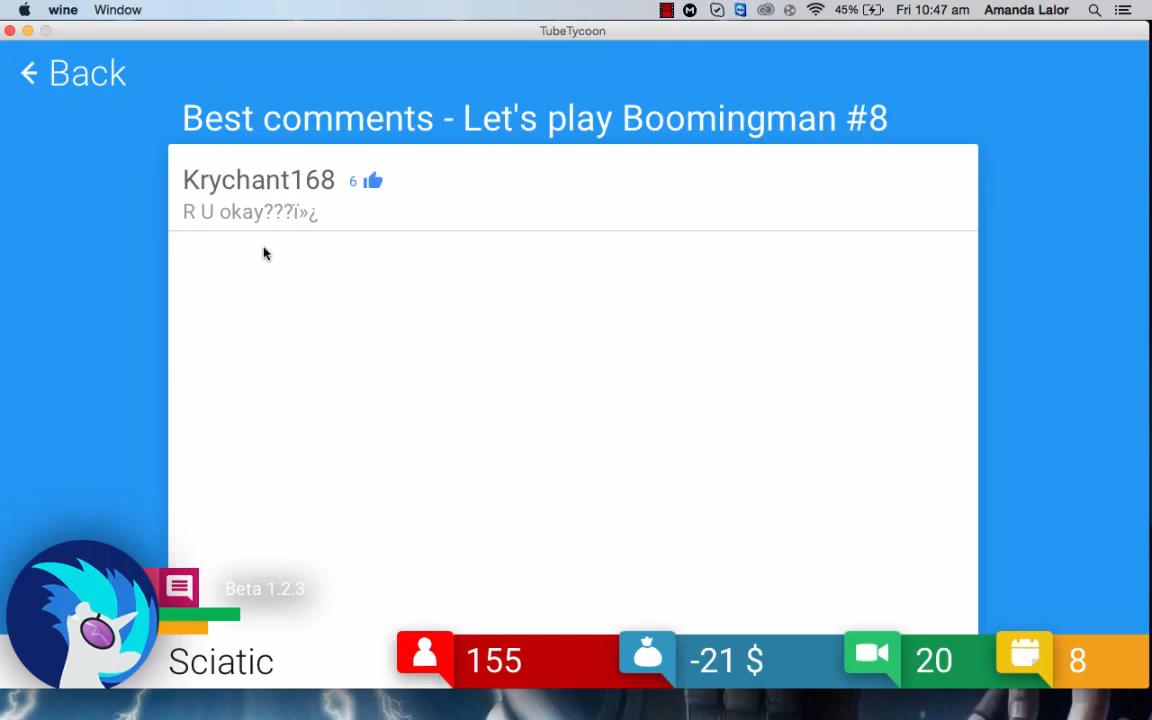 wine Window
45% Fri 10:47 am Amanda Lalor
TubeTycoon
Back
Best comments - Let's play Boomingman #8
Krychant168 6
R U okay???ï»¿
Beta 1.2.3
Sciatic
155
-21 $
20
8